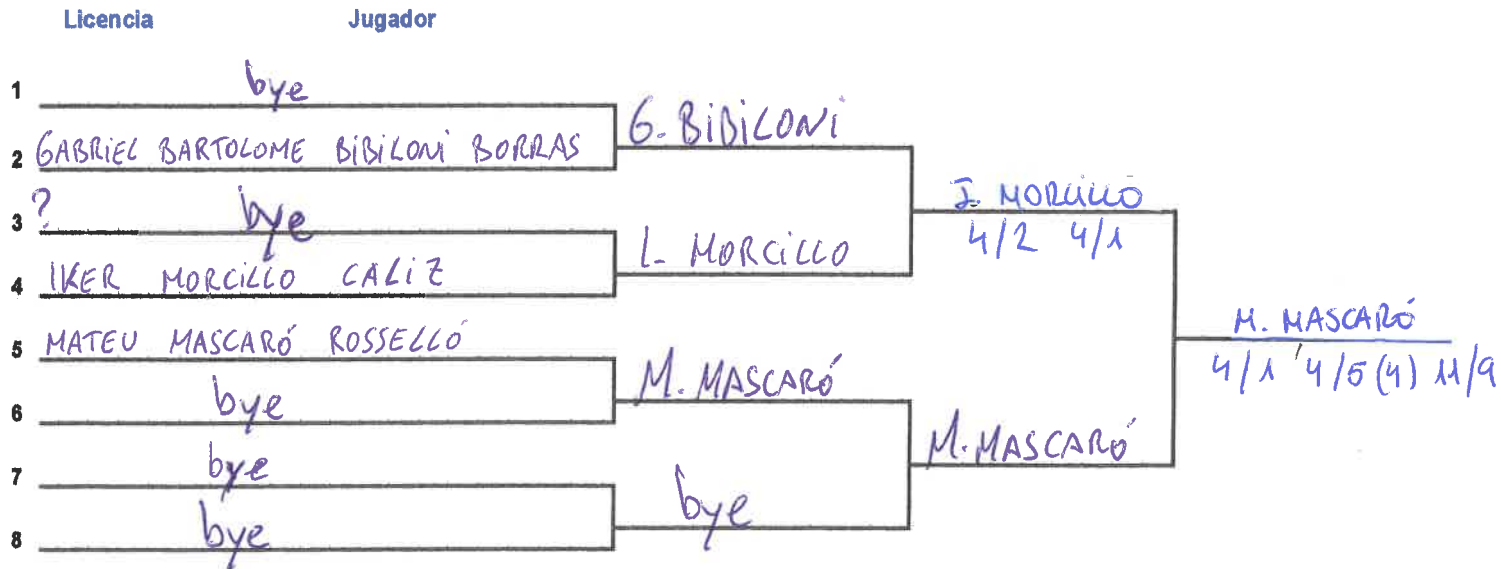 Licencia Jugador
1 bye
2 GABRIEL BARTOLOME BIBILONI BORRAS
3 ? bye
4 IKER MORCILLO CALIZ
5 MATEU MASCARÓ ROSSELLÓ
6 bye
7 bye
8 bye
G. BIBILONI
I. MORCILLO
M. MASCARÓ
bye
I. MORCILLO
4/2 4/1
M. MASCARÓ
M. MASCARÓ
4/1 4/5 (4) 11/9